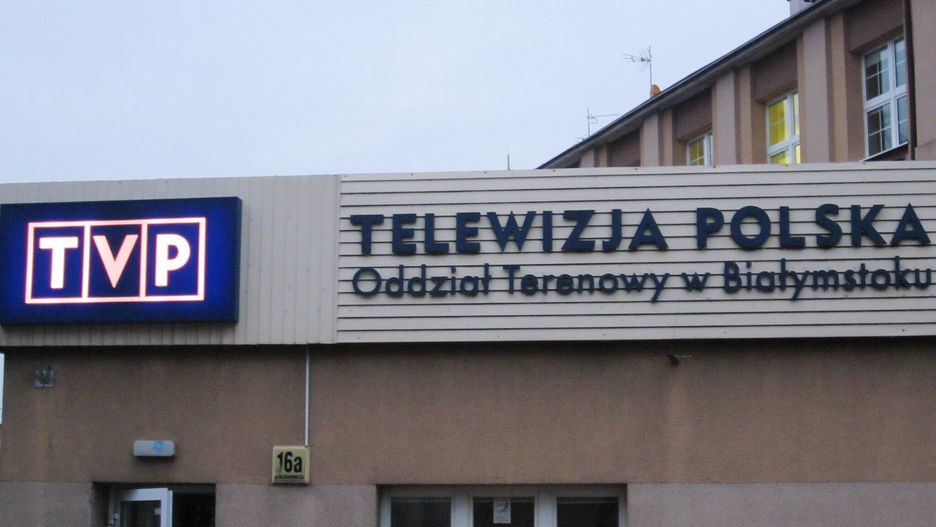 TVP
TELEWIZJA POLSKA
Oddział Terenowy w Białymstoku
16a